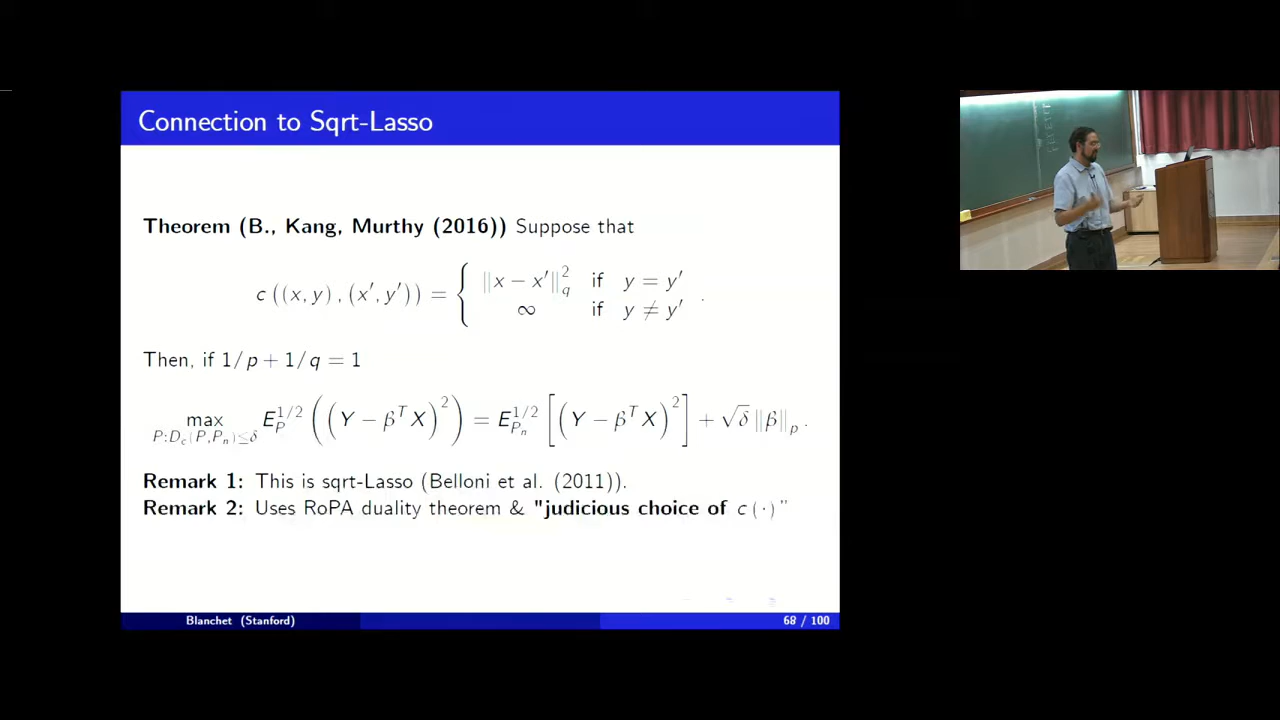 Connection to Sqrt-Lasso
Theorem (B., Kang, Murthy (2016)) Suppose that
c ((x, y), (x′, y′)) = { ‖x − x′‖²_q if y = y′
∞ if y ≠ y′ .
Then, if 1/p + 1/q = 1
max_{P:D_c(P,P_n)≤δ} E_P^{1/2} ((Y − β^T X)²) = E_{P_n}^{1/2} [(Y − β^T X)²] + √δ ‖β‖_p .
Remark 1: This is sqrt-Lasso (Belloni et al. (2011)).
Remark 2: Uses RoPA duality theorem & "judicious choice of c (·)"
Blanchet (Stanford)
68 / 100